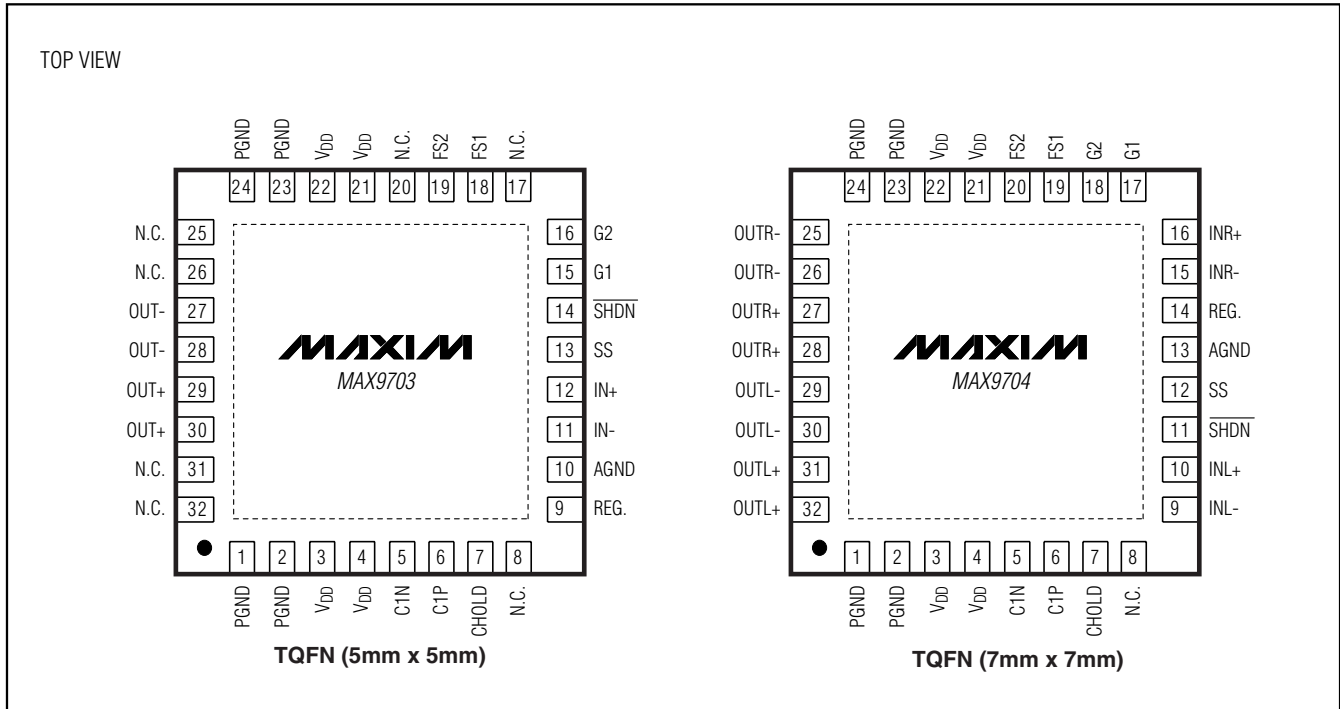 TOP VIEW
PGND PGND VDD VDD N.C. FS2 FS1 N.C.
24 23 22 21 20 19 18 17
N.C. 25
N.C. 26
OUT- 27
OUT- 28
OUT+ 29
OUT+ 30
N.C. 31
N.C. 32
MAXIM
MAX9703
16 G2
15 G1
14 SHDN
13 SS
12 IN+
11 IN-
10 AGND
9 REG.
1 2 3 4 5 6 7 8
PGND PGND VDD VDD C1N C1P CHOLD N.C.
TQFN (5mm x 5mm)
PGND PGND VDD VDD FS2 FS1 G2 G1
24 23 22 21 20 19 18 17
OUTR- 25
OUTR- 26
OUTR+ 27
OUTR+ 28
OUTL- 29
OUTL- 30
OUTL+ 31
OUTL+ 32
MAXIM
MAX9704
16 INR+
15 INR-
14 REG.
13 AGND
12 SS
11 SHDN
10 INL+
9 INL-
1 2 3 4 5 6 7 8
PGND PGND VDD VDD C1N C1P CHOLD N.C.
TQFN (7mm x 7mm)